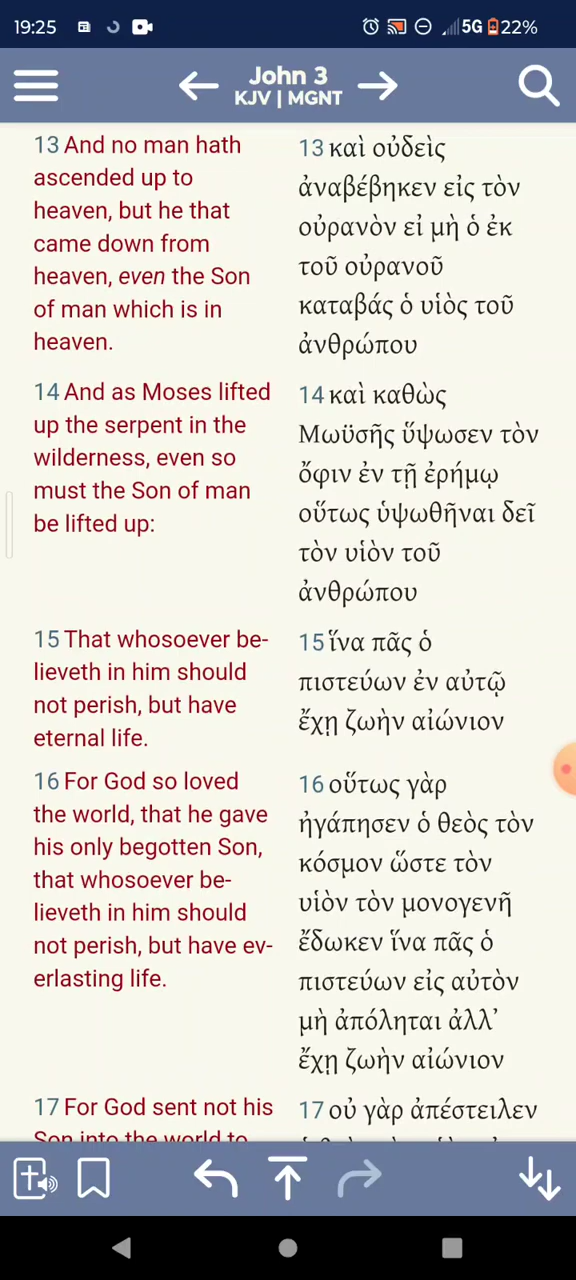 19:25
5G 22%
John 3
KJV | MGNT
13 And no man hath
ascended up to
heaven, but he that
came down from
heaven, even the Son
of man which is in
heaven.
13 καὶ οὐδεὶς
ἀναβέβηκεν εἰς τὸν
οὐρανὸν εἰ μὴ ὁ ἐκ
τοῦ οὐρανοῦ
καταβάς ὁ υἱὸς τοῦ
ἀνθρώπου
14 And as Moses lifted
up the serpent in the
wilderness, even so
must the Son of man
be lifted up:
14 καὶ καθὼς
Μωϋσῆς ὕψωσεν τὸν
ὄφιν ἐν τῇ ἐρήμῳ
οὕτως ὑψωθῆναι δεῖ
τὸν υἱὸν τοῦ
ἀνθρώπου
15 That whosoever be-
lieveth in him should
not perish, but have
eternal life.
15 ἵνα πᾶς ὁ
πιστεύων ἐν αὐτῷ
ἔχῃ ζωὴν αἰώνιον
16 For God so loved
the world, that he gave
his only begotten Son,
that whosoever be-
lieveth in him should
not perish, but have ev-
erlasting life.
16 οὕτως γὰρ
ἠγάπησεν ὁ θεὸς τὸν
κόσμον ὥστε τὸν
υἱὸν τὸν μονογενῆ
ἔδωκεν ἵνα πᾶς ὁ
πιστεύων εἰς αὐτὸν
μὴ ἀπόληται ἀλλ’
ἔχῃ ζωὴν αἰώνιον
17 For God sent not his
Son into the world to
17 οὐ γὰρ ἀπέστειλεν